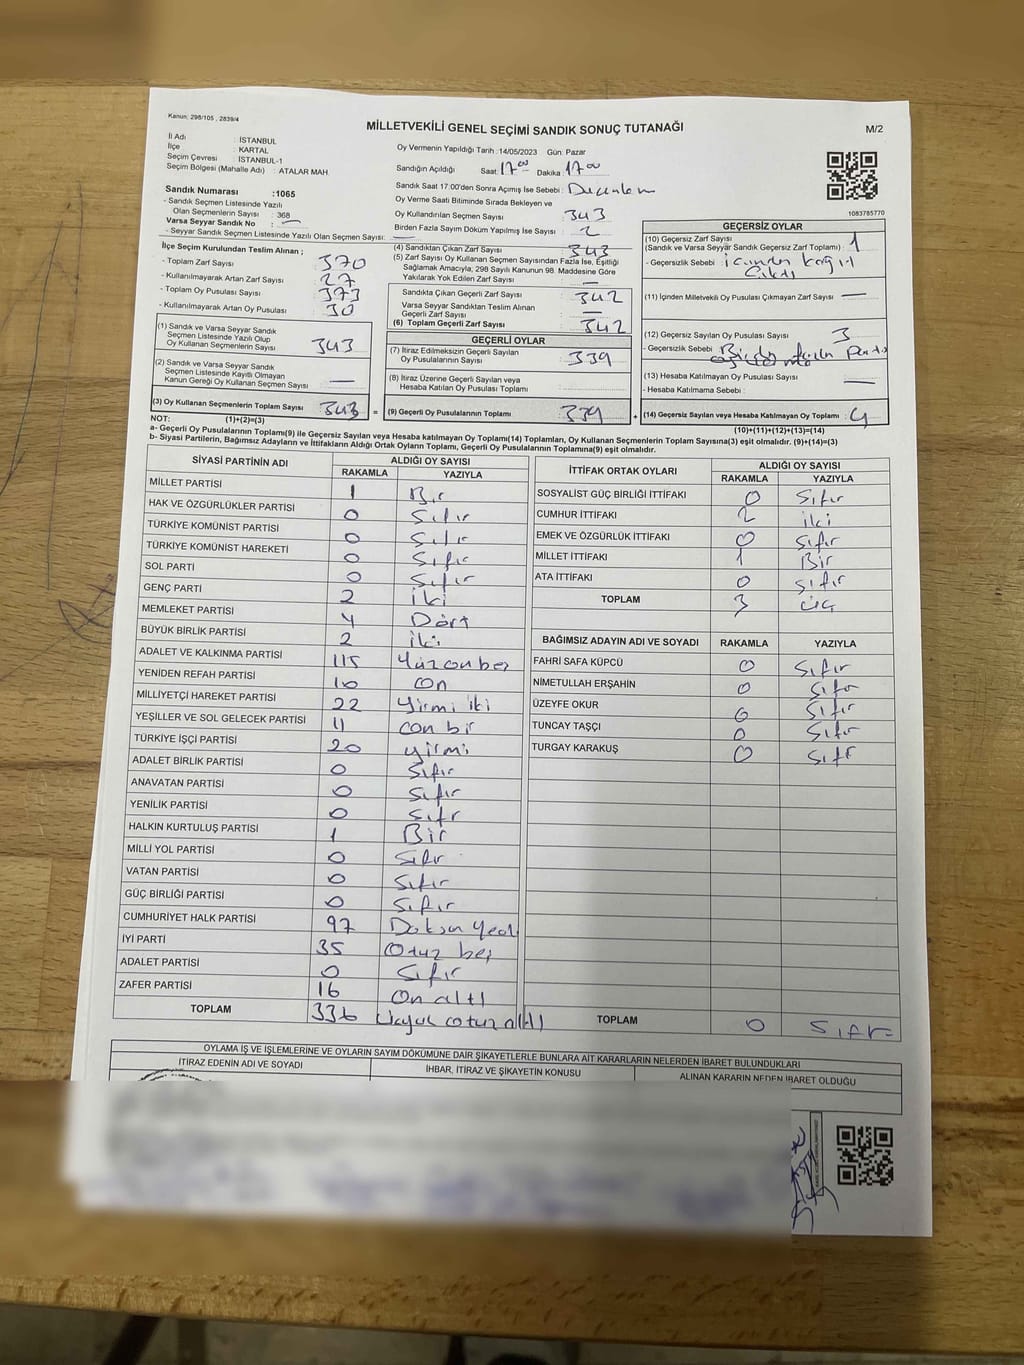 Kanun: 298/105 , 2839/4
MİLLETVEKİLİ GENEL SEÇİMİ SANDIK SONUÇ TUTANAĞI
M/2
İl Adı : İSTANBUL
İlçe : KARTAL
Seçim Çevresi : İSTANBUL-1
Seçim Bölgesi (Mahalle Adı) : ATALAR MAH.
Oy Vermenin Yapıldığı Tarih :14/05/2023 Gün: Pazar
Sandığın Açıldığı Saat: 17 00 Dakika: 17 00
Sandık Saat 17.00'den Sonra Açımış İse Sebebi :
Oy Verme Saati Bitiminde Sırada Bekleyen ve
Oy Kullandırılan Seçmen Sayısı 343
Birden Fazla Sayım Döküm Yapılmış İse Sayısı : 2
1083785770
Sandık Numarası :1065
- Sandık Seçmen Listesinde Yazılı
Olan Seçmenlerin Sayısı : 368
Varsa Seyyar Sandık No : —
- Seyyar Sandık Seçmen Listesinde Yazılı Olan Seçmen Sayısı: —
İlçe Seçim Kurulundan Teslim Alınan ;
- Toplam Zarf Sayısı 370
- Kullanılmayarak Artan Zarf Sayısı : 27
- Toplam Oy Pusulası Sayısı : 373
- Kullanılmayarak Artan Oy Pusulası : 30
(1) Sandık ve Varsa Seyyar Sandık
Seçmen Listesinde Yazılı Olup
Oy Kullanan Seçmenlerin Sayısı 343
(2) Sandık ve Varsa Seyyar Sandık
Seçmen Listesinde Kayıtlı Olmayan
Kanun Gereği Oy Kullanan Seçmen Sayısı —
(3) Oy Kullanan Seçmenlerin Toplam Sayısı 343 =
(1)+(2)=(3)
(4) Sandıktan Çıkan Zarf Sayısı 343
(5) Zarf Sayısı Oy Kullanan Seçmen Sayısından Fazla İse, Eşitliği
Sağlamak Amacıyla, 298 Sayılı Kanunun 98. Maddesine Göre
Yakılarak Yok Edilen Zarf Sayısı —
Sandıkta Çıkan Geçerli Zarf Sayısı 342
Varsa Seyyar Sandıktan Teslim Alınan
Geçerli Zarf Sayısı —
(6) Toplam Geçerli Zarf Sayısı 342
GEÇERLİ OYLAR
(7) İtiraz Edilmeksizin Geçerli Sayılan
Oy Pusulalarının Sayısı 339
(8) İtiraz Üzerine Geçerli Sayılan veya
Hesaba Katılan Oy Pusulası Toplamı
(9) Geçerli Oy Pusulalarının Toplamı 339 +
GEÇERSİZ OYLAR
(10) Geçersiz Zarf Sayısı
(Sandık ve Varsa Seyyar Sandık Geçersiz Zarf Toplamı) : 1
- Geçersizlik Sebebi : içinden kağıt
Çıktı
(11) İçinden Milletvekili Oy Pusulası Çıkmayan Zarf Sayısı —
(12) Geçersiz Sayılan Oy Pusulası Sayısı 3
- Geçersizlik Sebebi : fazla
(13) Hesaba Katılmayan Oy Pusulası Sayısı —
- Hesaba Katılmama Sebebi :
(14) Geçersiz Sayılan veya Hesaba Katılmayan Oy Toplamı : 4
(10)+(11)+(12)+(13)=(14)
NOT:
a- Geçerli Oy Pusulalarının Toplamı(9) ile Geçersiz Sayılan veya Hesaba katılmayan Oy Toplamı(14) Toplamları, Oy Kullanan Seçmenlerin Toplam Sayısına(3) eşit olmalıdır. (9)+(14)=(3)
b- Siyasi Partilerin, Bağımsız Adayların ve İttifakların Aldığı Ortak Oyların Toplamı, Geçerli Oy Pusulalarının Toplamına(9) eşit olmalıdır.
SİYASİ PARTİNİN ADI ALDIĞI OY SAYISI
RAKAMLA YAZIYLA
MİLLET PARTİSİ 1 Bir
HAK VE ÖZGÜRLÜKLER PARTİSİ 0 Sıfır
TÜRKİYE KOMÜNİST PARTİSİ 0 Sıfır
TÜRKİYE KOMÜNİST HAREKETİ 0 Sıfır
SOL PARTİ 0 Sıfır
GENÇ PARTİ 2 iki
MEMLEKET PARTİSİ 4 Dört
BÜYÜK BİRLİK PARTİSİ 2 iki
ADALET VE KALKINMA PARTİSİ 115 Yüzonbeş
YENİDEN REFAH PARTİSİ 10 On
MİLLİYETÇİ HAREKET PARTİSİ 22 Yirmi iki
YEŞİLLER VE SOL GELECEK PARTİSİ 11 on bir
TÜRKİYE İŞÇİ PARTİSİ 20 yirmi
ADALET BİRLİK PARTİSİ 0 Sıfır
ANAVATAN PARTİSİ 0 Sıfır
YENİLİK PARTİSİ 0 Sıfır
HALKIN KURTULUŞ PARTİSİ 1 Bir
MİLLİ YOL PARTİSİ 0 Sıfır
VATAN PARTİSİ 0 Sıfır
GÜÇ BİRLİĞİ PARTİSİ 0 Sıfır
CUMHURİYET HALK PARTİSİ 97 Doksan yedi
İYİ PARTİ 35 Otuz beş
ADALET PARTİSİ 0 Sıfır
ZAFER PARTİSİ 16 On altı
TOPLAM 336 Üçyüz otuz altı
İTTİFAK ORTAK OYLARI ALDIĞI OY SAYISI
RAKAMLA YAZIYLA
SOSYALİST GÜÇ BİRLİĞİ İTTİFAKI 0 Sıfır
CUMHUR İTTİFAKI 2 iki
EMEK VE ÖZGÜRLÜK İTTİFAKI 0 Sıfır
MİLLET İTTİFAKI 1 Bir
ATA İTTİFAKI 0 Sıfır
TOPLAM 3 üç
BAĞIMSIZ ADAYIN ADI VE SOYADI RAKAMLA YAZIYLA
FAHRİ SAFA KÜPCÜ 0 Sıfır
NİMETULLAH ERŞAHİN 0 Sıfır
ÜZEYFE OKUR 0 Sıfır
TUNCAY TAŞÇI 0 Sıfır
TURGAY KARAKUŞ 0 Sıfır
TOPLAM 0 Sıfır
OYLAMA İŞ VE İŞLEMLERİNE VE OYLARIN SAYIM DÖKÜMÜNE DAİR ŞİKAYETLERLE BUNLARA AİT KARARLARIN NELERDEN İBARET BULUNDUKLARI
İTİRAZ EDENİN ADI VE SOYADI İHBAR, İTİRAZ VE ŞİKAYETİN KONUSU ALINAN KARARIN NEDEN İBARET OLDUĞU